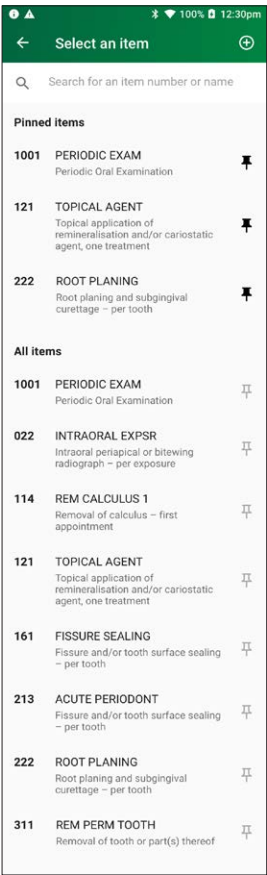 100% 12:30pm
Select an item
Search for an item number or name
Pinned items
1001 PERIODIC EXAM
Periodic Oral Examination
121 TOPICAL AGENT
Topical application of
remineralisation and/or cariostatic
agent, one treatment
222 ROOT PLANING
Root planing and subgingival
curettage – per tooth
All items
1001 PERIODIC EXAM
Periodic Oral Examination
022 INTRAORAL EXPSR
Intraoral periapical or bitewing
radiograph – per exposure
114 REM CALCULUS 1
Removal of calculus – first
appointment
121 TOPICAL AGENT
Topical application of
remineralisation and/or cariostatic
agent, one treatment
161 FISSURE SEALING
Fissure and/or tooth surface sealing
– per tooth
213 ACUTE PERIODONT
Fissure and/or tooth surface sealing
– per tooth
222 ROOT PLANING
Root planing and subgingival
curettage – per tooth
311 REM PERM TOOTH
Removal of tooth or part(s) thereof